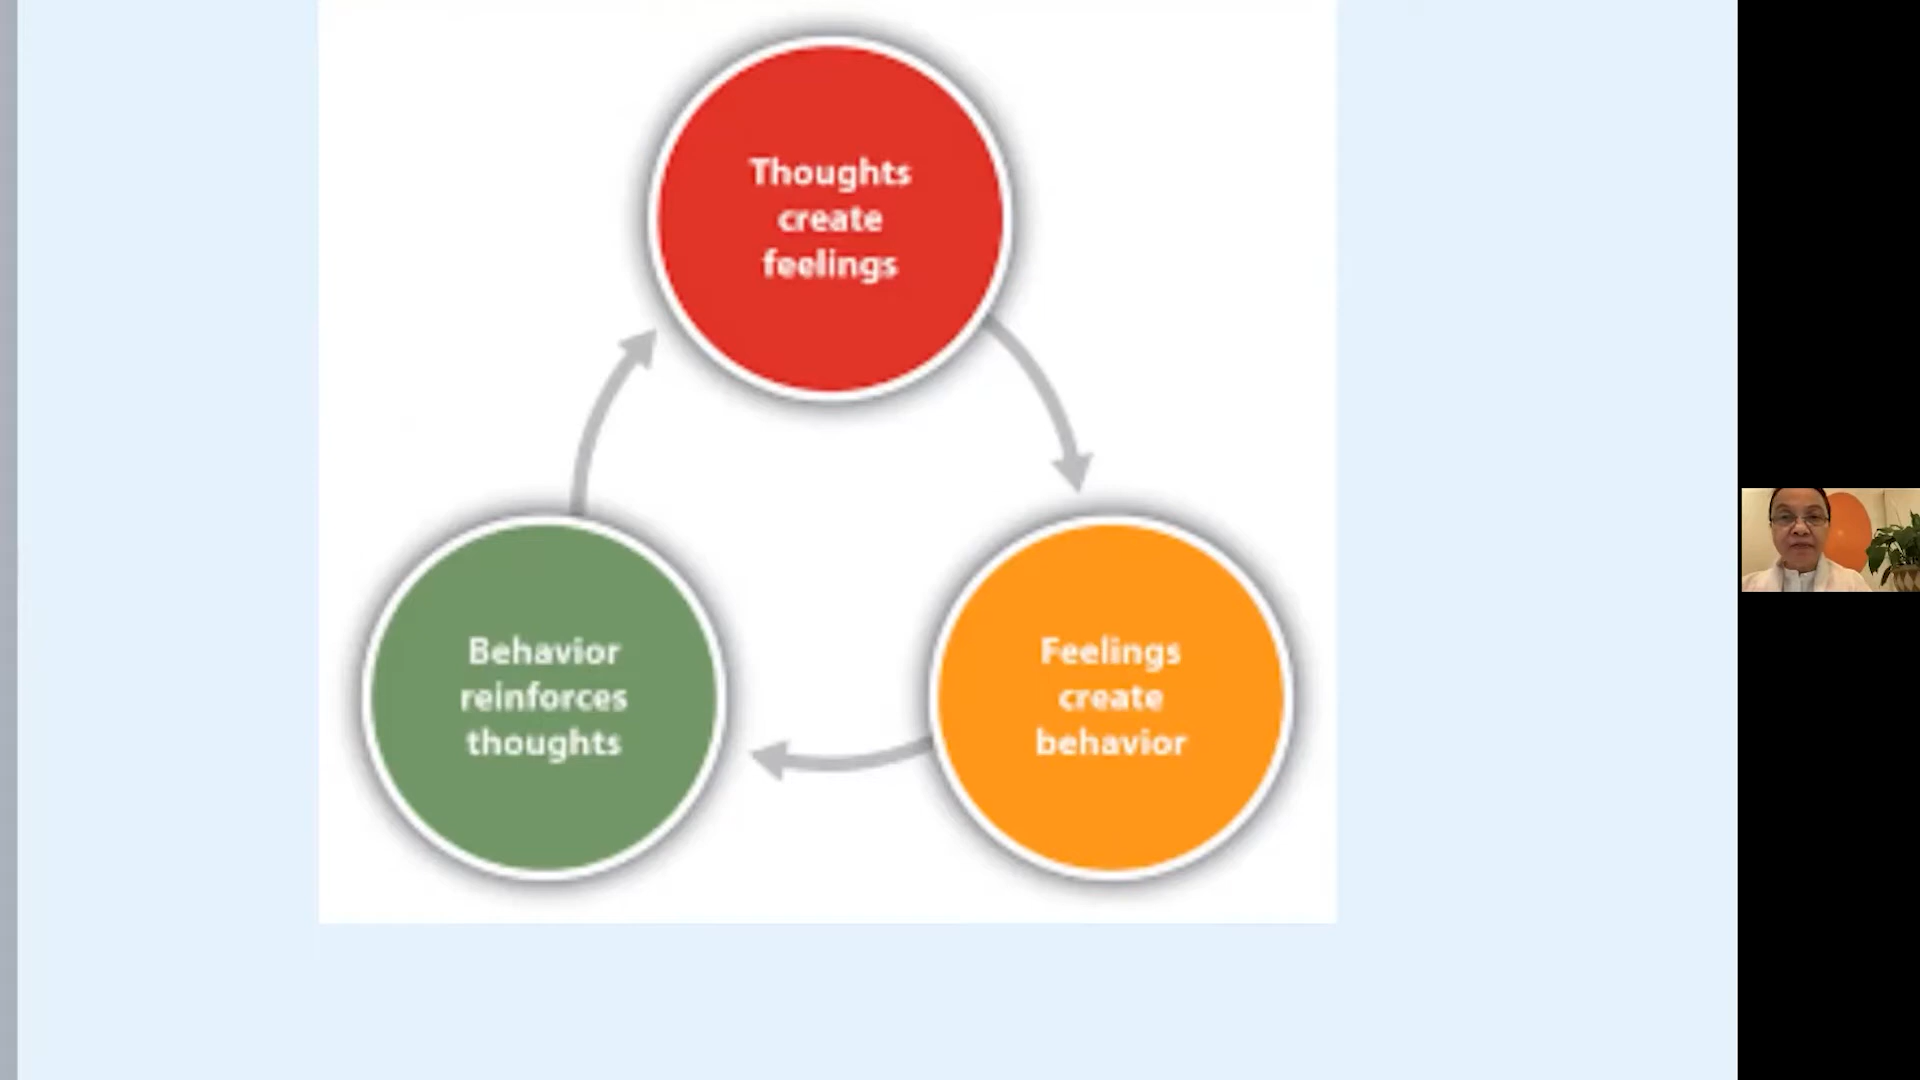 Thoughts
create
feelings
Feelings
create
behavior
Behavior
reinforces
thoughts